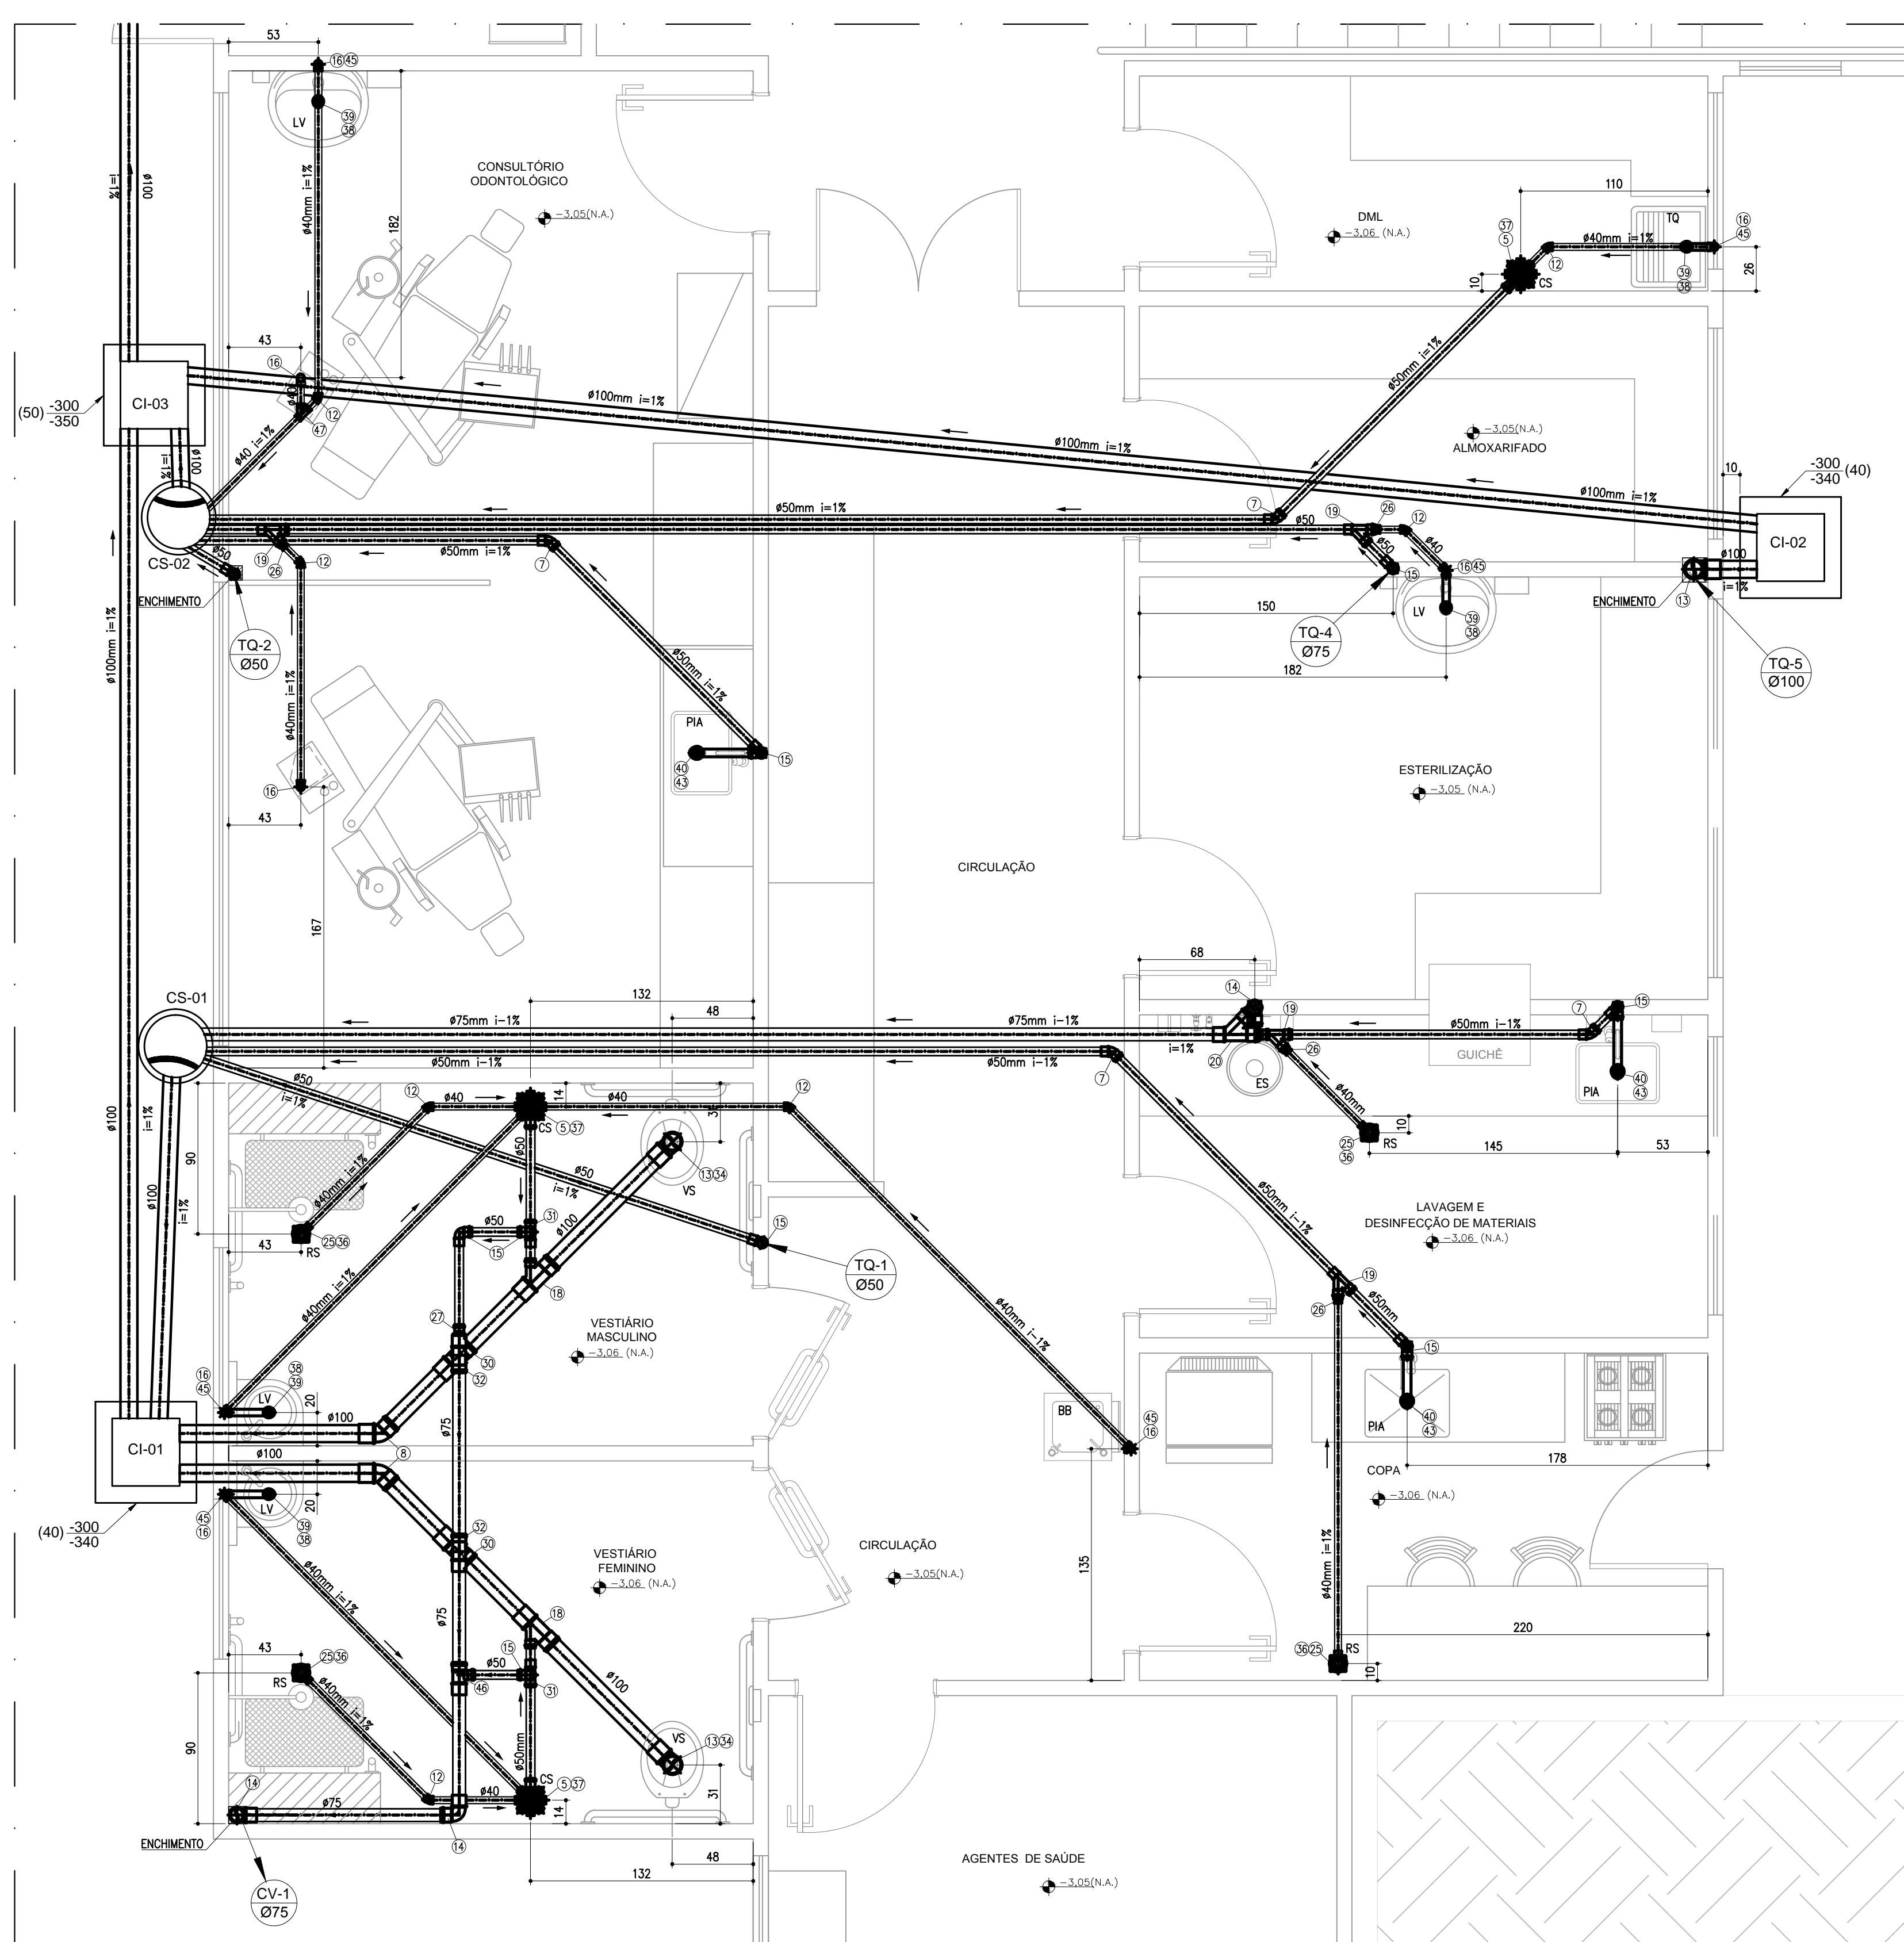 53
16 45
39
38
LV
CONSULTÓRIO
ODONTOLÓGICO
-3,05(N.A.)
ø40mm i=1%
182
ø100
i=1%
DML
-3,06 (N.A.)
110
TQ
16
45
37
5
ø40mm i=1%
12
39
38
26
10
CS
ø50mm i=1%
43
16
ø40
12
47
ø40 i=1%
CI-03
(50) -300
-350
ø100
i=1%
ø100mm i=1%
ø100mm i=1%
ø100mm i=1%
-3,05(N.A.)
ALMOXARIFADO
10
-300 (40)
-340
CI-02
ø100
i=1%
13
ENCHIMENTO
TQ-5
Ø100
CS-02
ø50mm i=1%
7
ø50
19
26
12
ø50
ø40
16 45
15
LV
39
38
150
182
TQ-4
Ø75
ø50
19
26
12
ø50mm i=1%
7
ENCHIMENTO
TQ-2
Ø50
ø50mm i=1%
ø40mm i=1%
ø100mm i=1%
PIA
15
40
43
16
43
167
ESTERILIZAÇÃO
-3,05 (N.A.)
CIRCULAÇÃO
CS-01
132
48
68
14
19
7
15
ø75mm i-1%
ø75mm i-1%
i=1%
20
26
ø50mm i-1%
GUICHÊ
ES
PIA
40
43
ø50mm i-1%
ø50mm i-1%
7
ø50
i=1%
12
ø40
14
ø40
12
CS
5 37
ø50
ø40mm
10
25
36
RS
145
53
90
ø100
ø100
i=1%
i=1%
ø40mm i=1%
25 36
RS
43
13 34
VS
ø50
i=1%
15
TQ-1
Ø50
ø50
31
15
ø100
18
ø40mm i=1%
ø50mm i-1%
LAVAGEM E
DESINFECÇÃO DE MATERIAIS
-3,06 (N.A.)
19
26
ø50mm
15
ø40mm i-1%
VESTIÁRIO
MASCULINO
-3,06 (N.A.)
27
30
32
16
45
LV
38
39
20
ø75
ø100
8
CI-01
ø100
(40) -300
-340
BB
45
16
PIA
40
43
178
COPA
-3,06 (N.A.)
45
16
LV
39
38
20
32
30
VESTIÁRIO
FEMININO
-3,06 (N.A.)
CIRCULAÇÃO
-3,05(N.A.)
135
ø40mm i=1%
ø40mm i=1%
ø75
18
15
ø50
46
31
ø100
220
36 25
RS
10
43
25 36
RS
ø40mm i=1%
ø50mm
VS
13 34
31
90
12
ø40
CS
5 37
14
14
ø75
14
ENCHIMENTO
48
132
CV-1
Ø75
AGENTES DE SAÚDE
-3,05(N.A.)